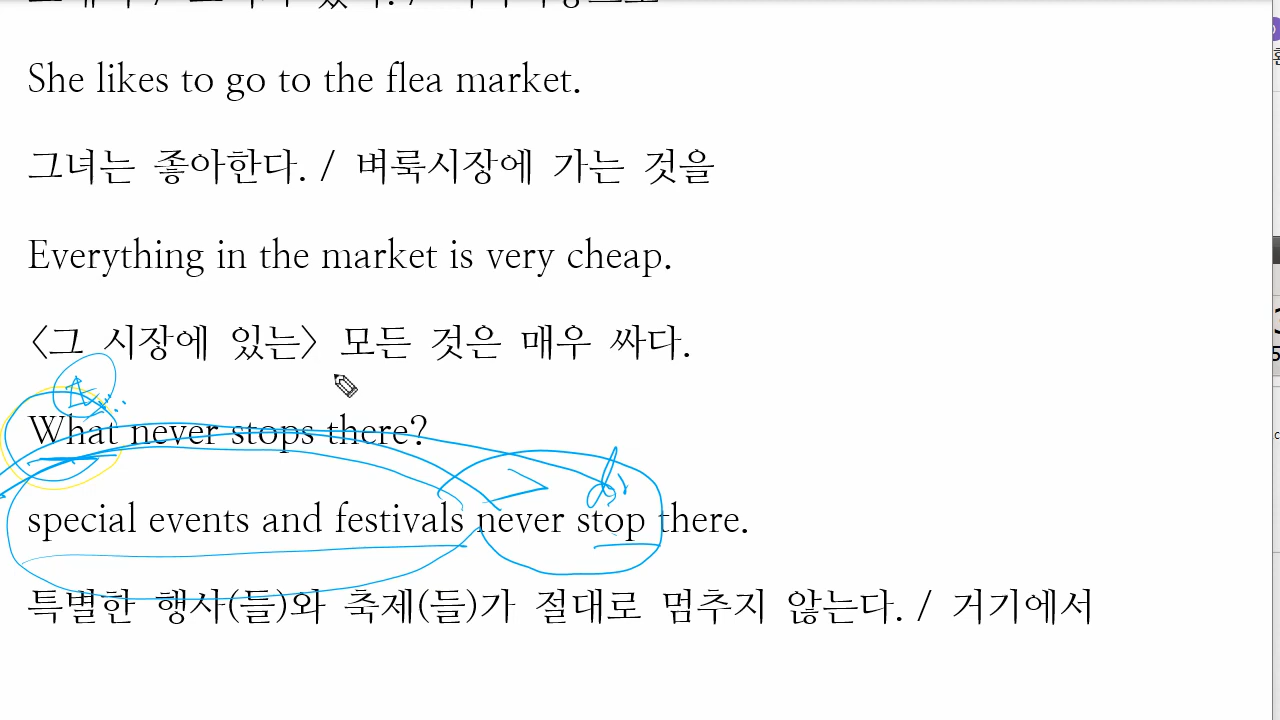 She likes to go to the flea market.
그녀는 좋아한다. / 벼룩시장에 가는 것을
Everything in the market is very cheap.
〈그 시장에 있는〉 모든 것은 매우 싸다.
What never stops there?
special events and festivals never stop there.
특별한 행사(들)와 축제(들)가 절대로 멈추지 않는다. / 거기에서